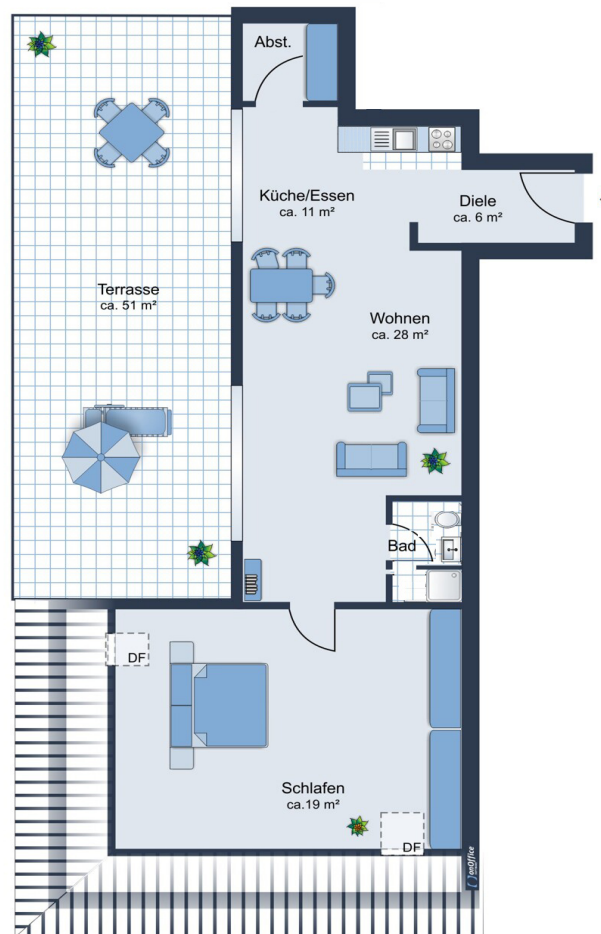 Abst.
Küche/Essen
ca. 11 m²
Diele
ca. 6 m²
Terrasse
ca. 51 m²
Wohnen
ca. 28 m²
Bad
DF
Schlafen
ca.19 m²
DF
onOffice